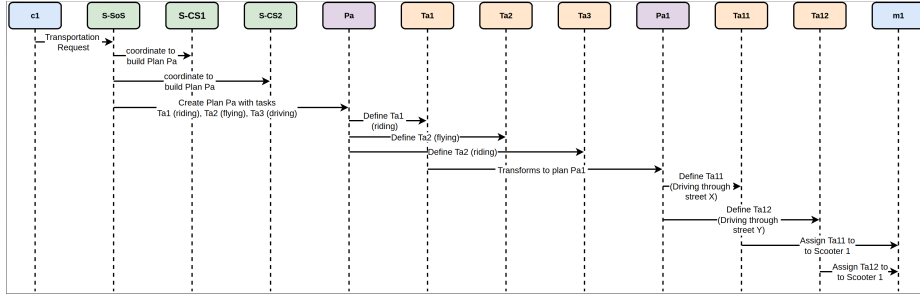 c1
S-SoS
S-CS1
S-CS2
Pa
Ta1
Ta2
Ta3
Pa1
Ta11
Ta12
m1
Transportation
Request
coordinate to
build Plan Pa
coordinate to
build Plan Pa
Create Plan Pa with tasks
Ta1 (riding), Ta2 (flying), Ta3 (driving)
Define Ta1
(riding)
Define Ta2 (flying)
Define Ta2 (riding)
Transforms to plan Pa1
Define Ta11
(Driving through
street X)
Define Ta12
(Driving through
street Y)
Assign Ta11 to
to Scooter 1
Assign Ta12 to
to Scooter 1